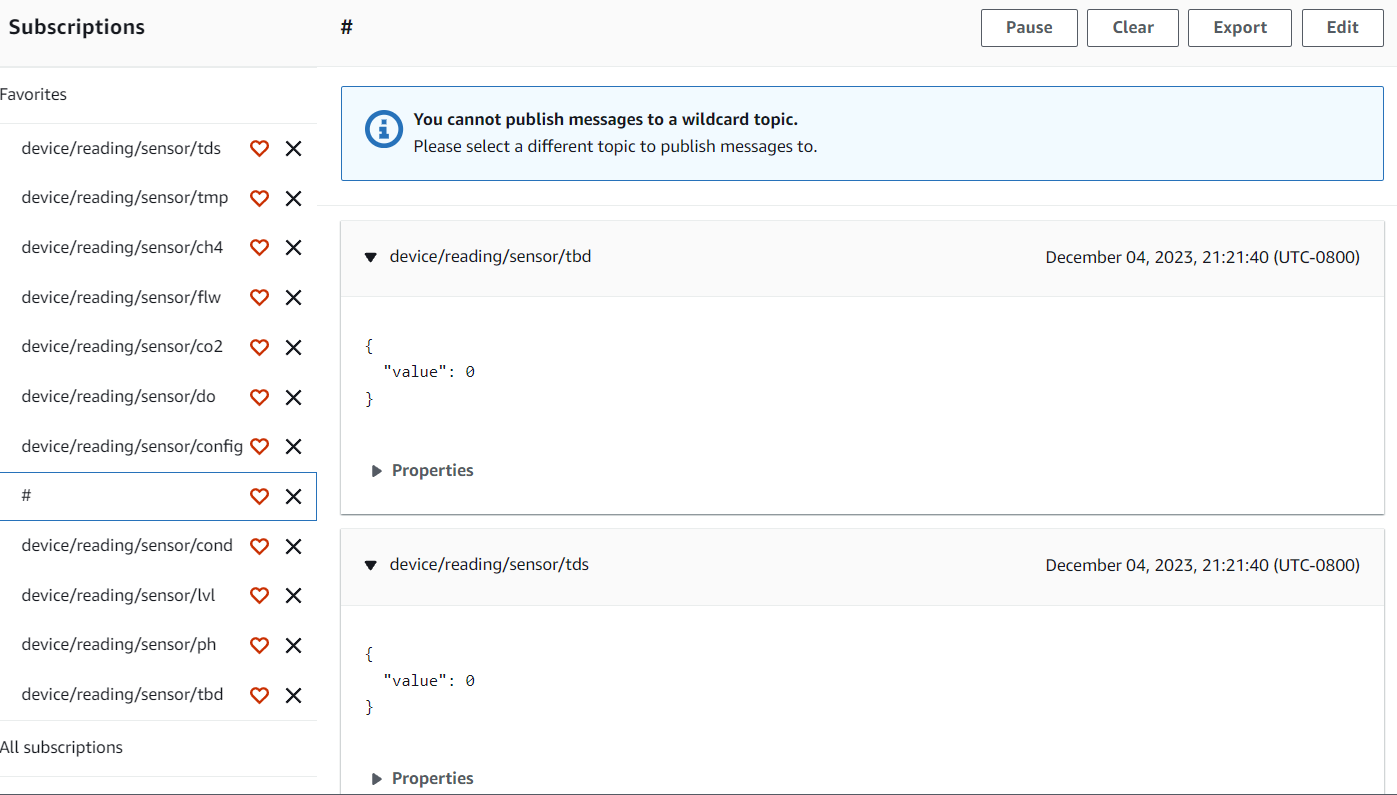 Subscriptions
#
Pause
Clear
Export
Edit
Favorites
device/reading/sensor/tds
device/reading/sensor/tmp
device/reading/sensor/ch4
device/reading/sensor/flw
device/reading/sensor/co2
device/reading/sensor/do
device/reading/sensor/config
#
device/reading/sensor/cond
device/reading/sensor/lvl
device/reading/sensor/ph
device/reading/sensor/tbd
All subscriptions
You cannot publish messages to a wildcard topic.
Please select a different topic to publish messages to.
device/reading/sensor/tbd
December 04, 2023, 21:21:40 (UTC-0800)
{
"value": 0
}
Properties
device/reading/sensor/tds
December 04, 2023, 21:21:40 (UTC-0800)
{
"value": 0
}
Properties